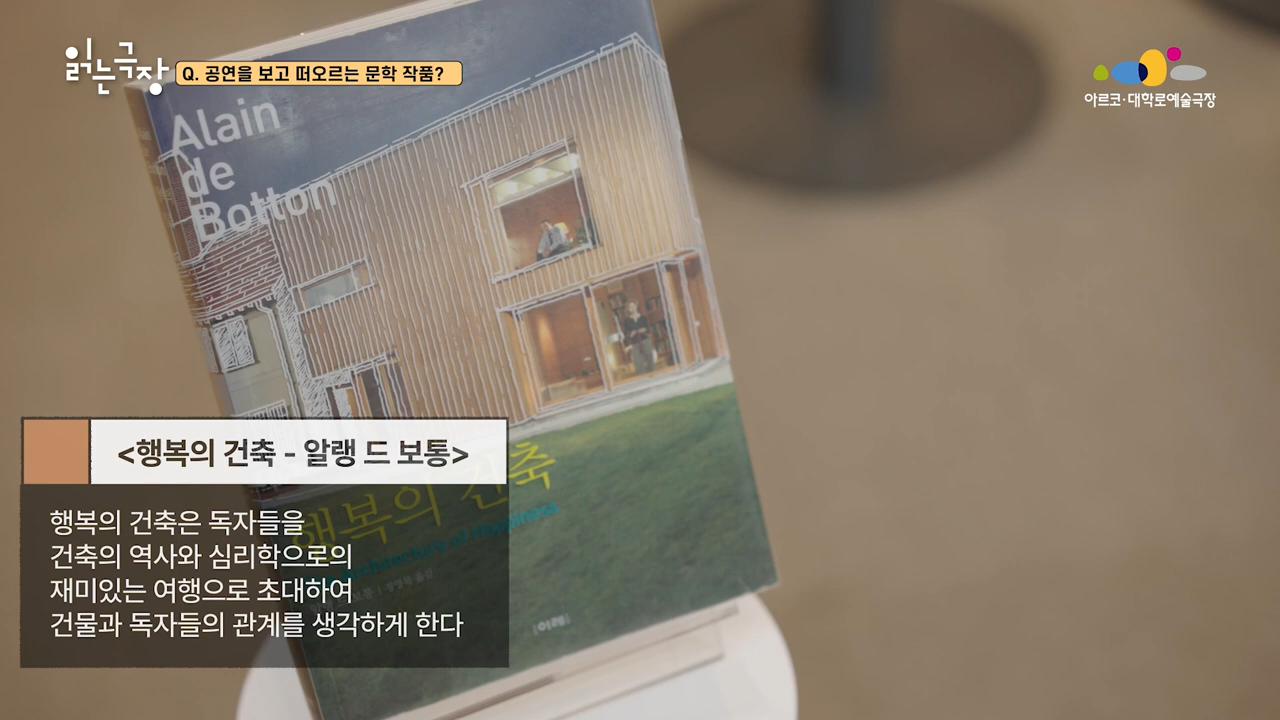 읽는극장
Q. 공연을 보고 떠오르는 문학 작품?
아르코·대학로예술극장
Alain
de
Botton
<행복의 건축 - 알랭 드 보통>
행복의 건축은 독자들을
건축의 역사와 심리학으로의
재미있는 여행으로 초대하여
건물과 독자들의 관계를 생각하게 한다
행복의 건축
Architecture of Happiness
이레